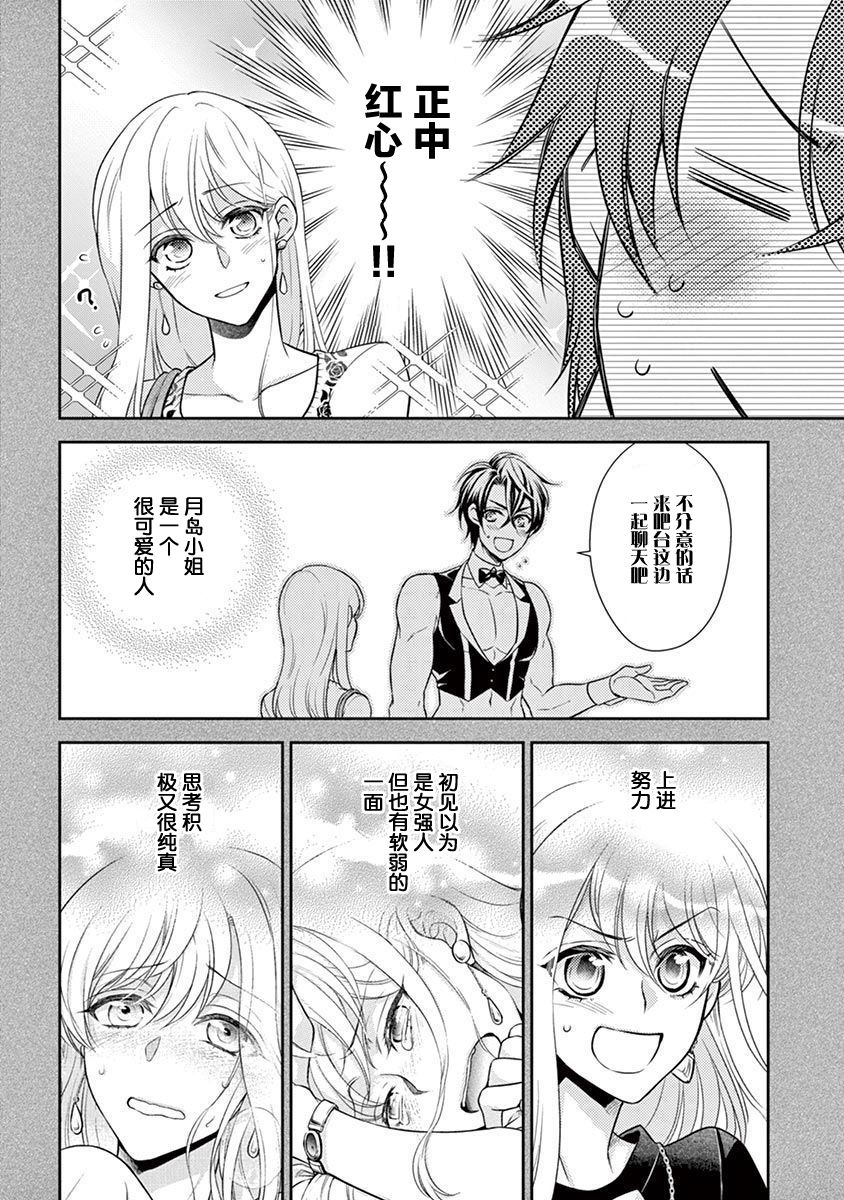 正中
红心～～～!!
?
不介意的话
来吧台这边
一起聊天吧
月岛小姐
是一个
很可爱的人
上进
努力
初见以为
是女强人
但也有软弱的
一面
思考积
极又很纯真